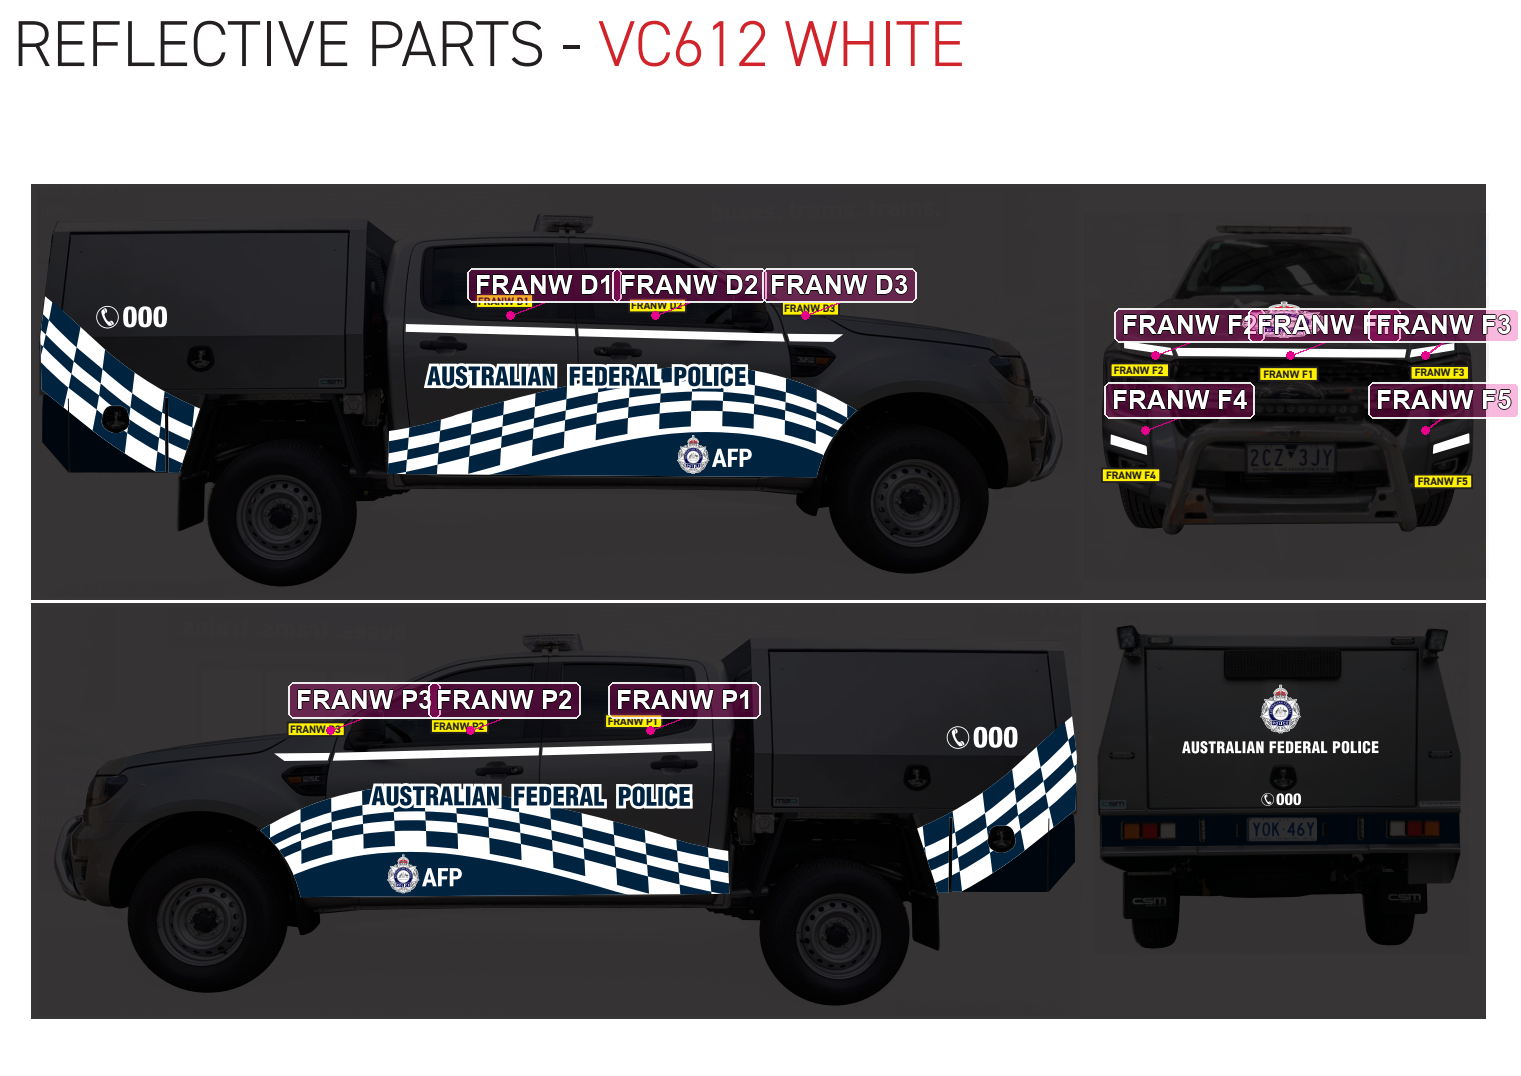 REFLECTIVE PARTS - VC612 WHITE
FRANW D1
FRANW D2
FRANW D3
FRANW D1
FRANW D2
FRANW D3
000
AUSTRALIAN FEDERAL POLICE
AFP
FRANW F2
FRANW F3
FRANW F2
FRANW F1
FRANW F3
FRANW F4
FRANW F5
2CZ 3JY
FRANW F4
FRANW F5
FRANW P3
FRANW P2
FRANW P1
FRANW P2
FRANW P1
000
AUSTRALIAN FEDERAL POLICE
AFP
AUSTRALIAN FEDERAL POLICE
000
YOK 46Y
CSM
CSM